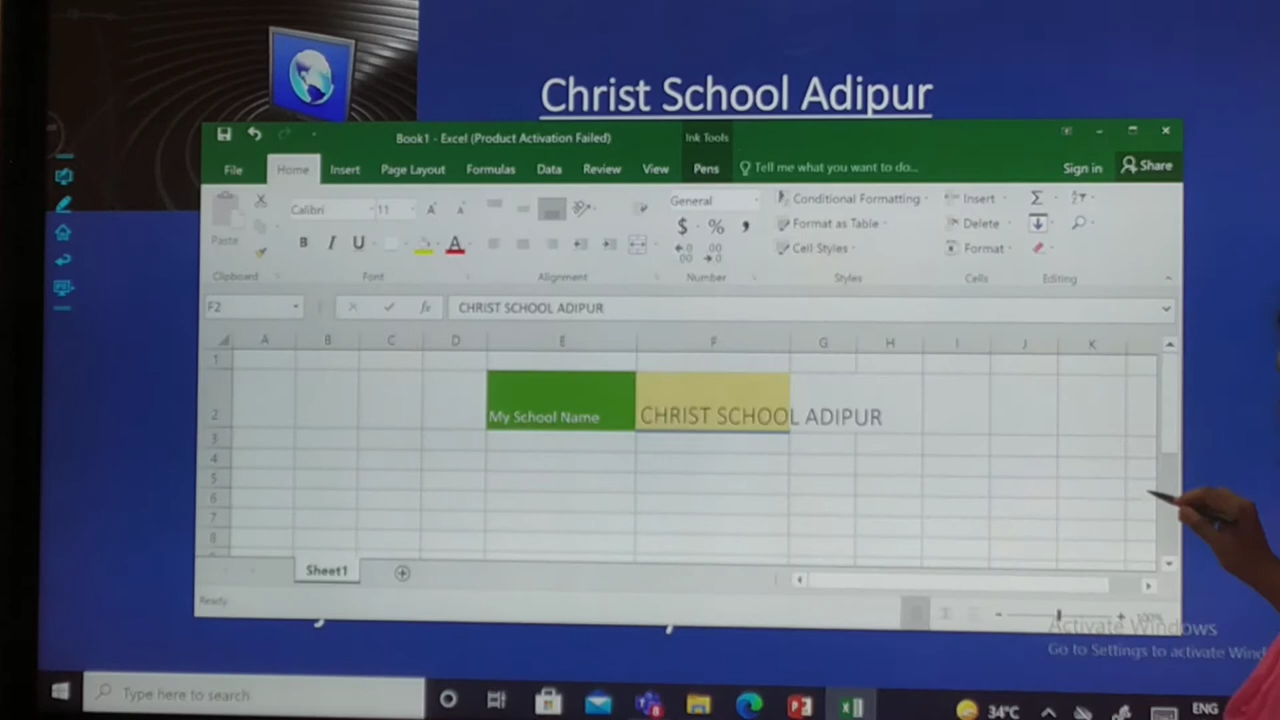 Christ School Adipur
Book1 - Excel (Product Activation Failed)
Ink Tools
File Home Insert Page Layout Formulas Data Review View Pens Tell me what you want to do... Sign in Share
Paste
Calibri 11
B I U A
General
$ % ,
Conditional Formatting
Format as Table
Cell Styles
Insert
Delete
Format
Σ
Clipboard Font Alignment Number Styles Cells Editing
F2 fx CHRIST SCHOOL ADIPUR
A B C D E F G H I J K
1
2 My School Name CHRIST SCHOOL ADIPUR
3
4
5
6
7
8
Sheet1
Ready
100%
Activate Windows
Go to Settings to activate Wind
Type here to search
34°C ENG